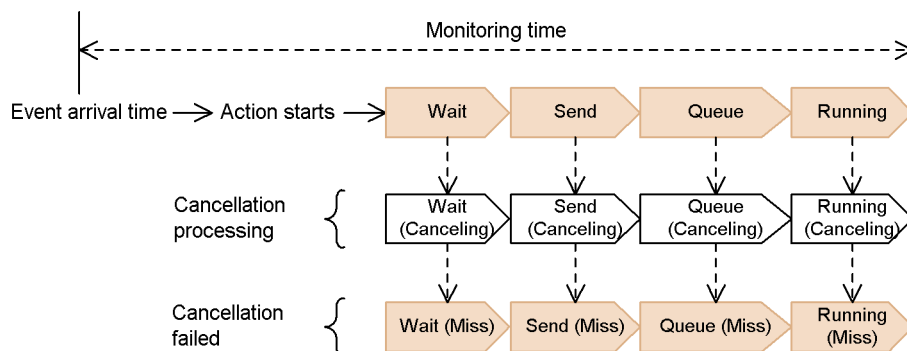 Monitoring time
Event arrival time
Action starts
Wait
Send
Queue
Running
Cancellation
processing
Wait
(Canceling)
Send
(Canceling)
Queue
(Canceling)
Running
(Canceling)
Cancellation
failed
Wait (Miss)
Send (Miss)
Queue (Miss)
Running
(Miss)